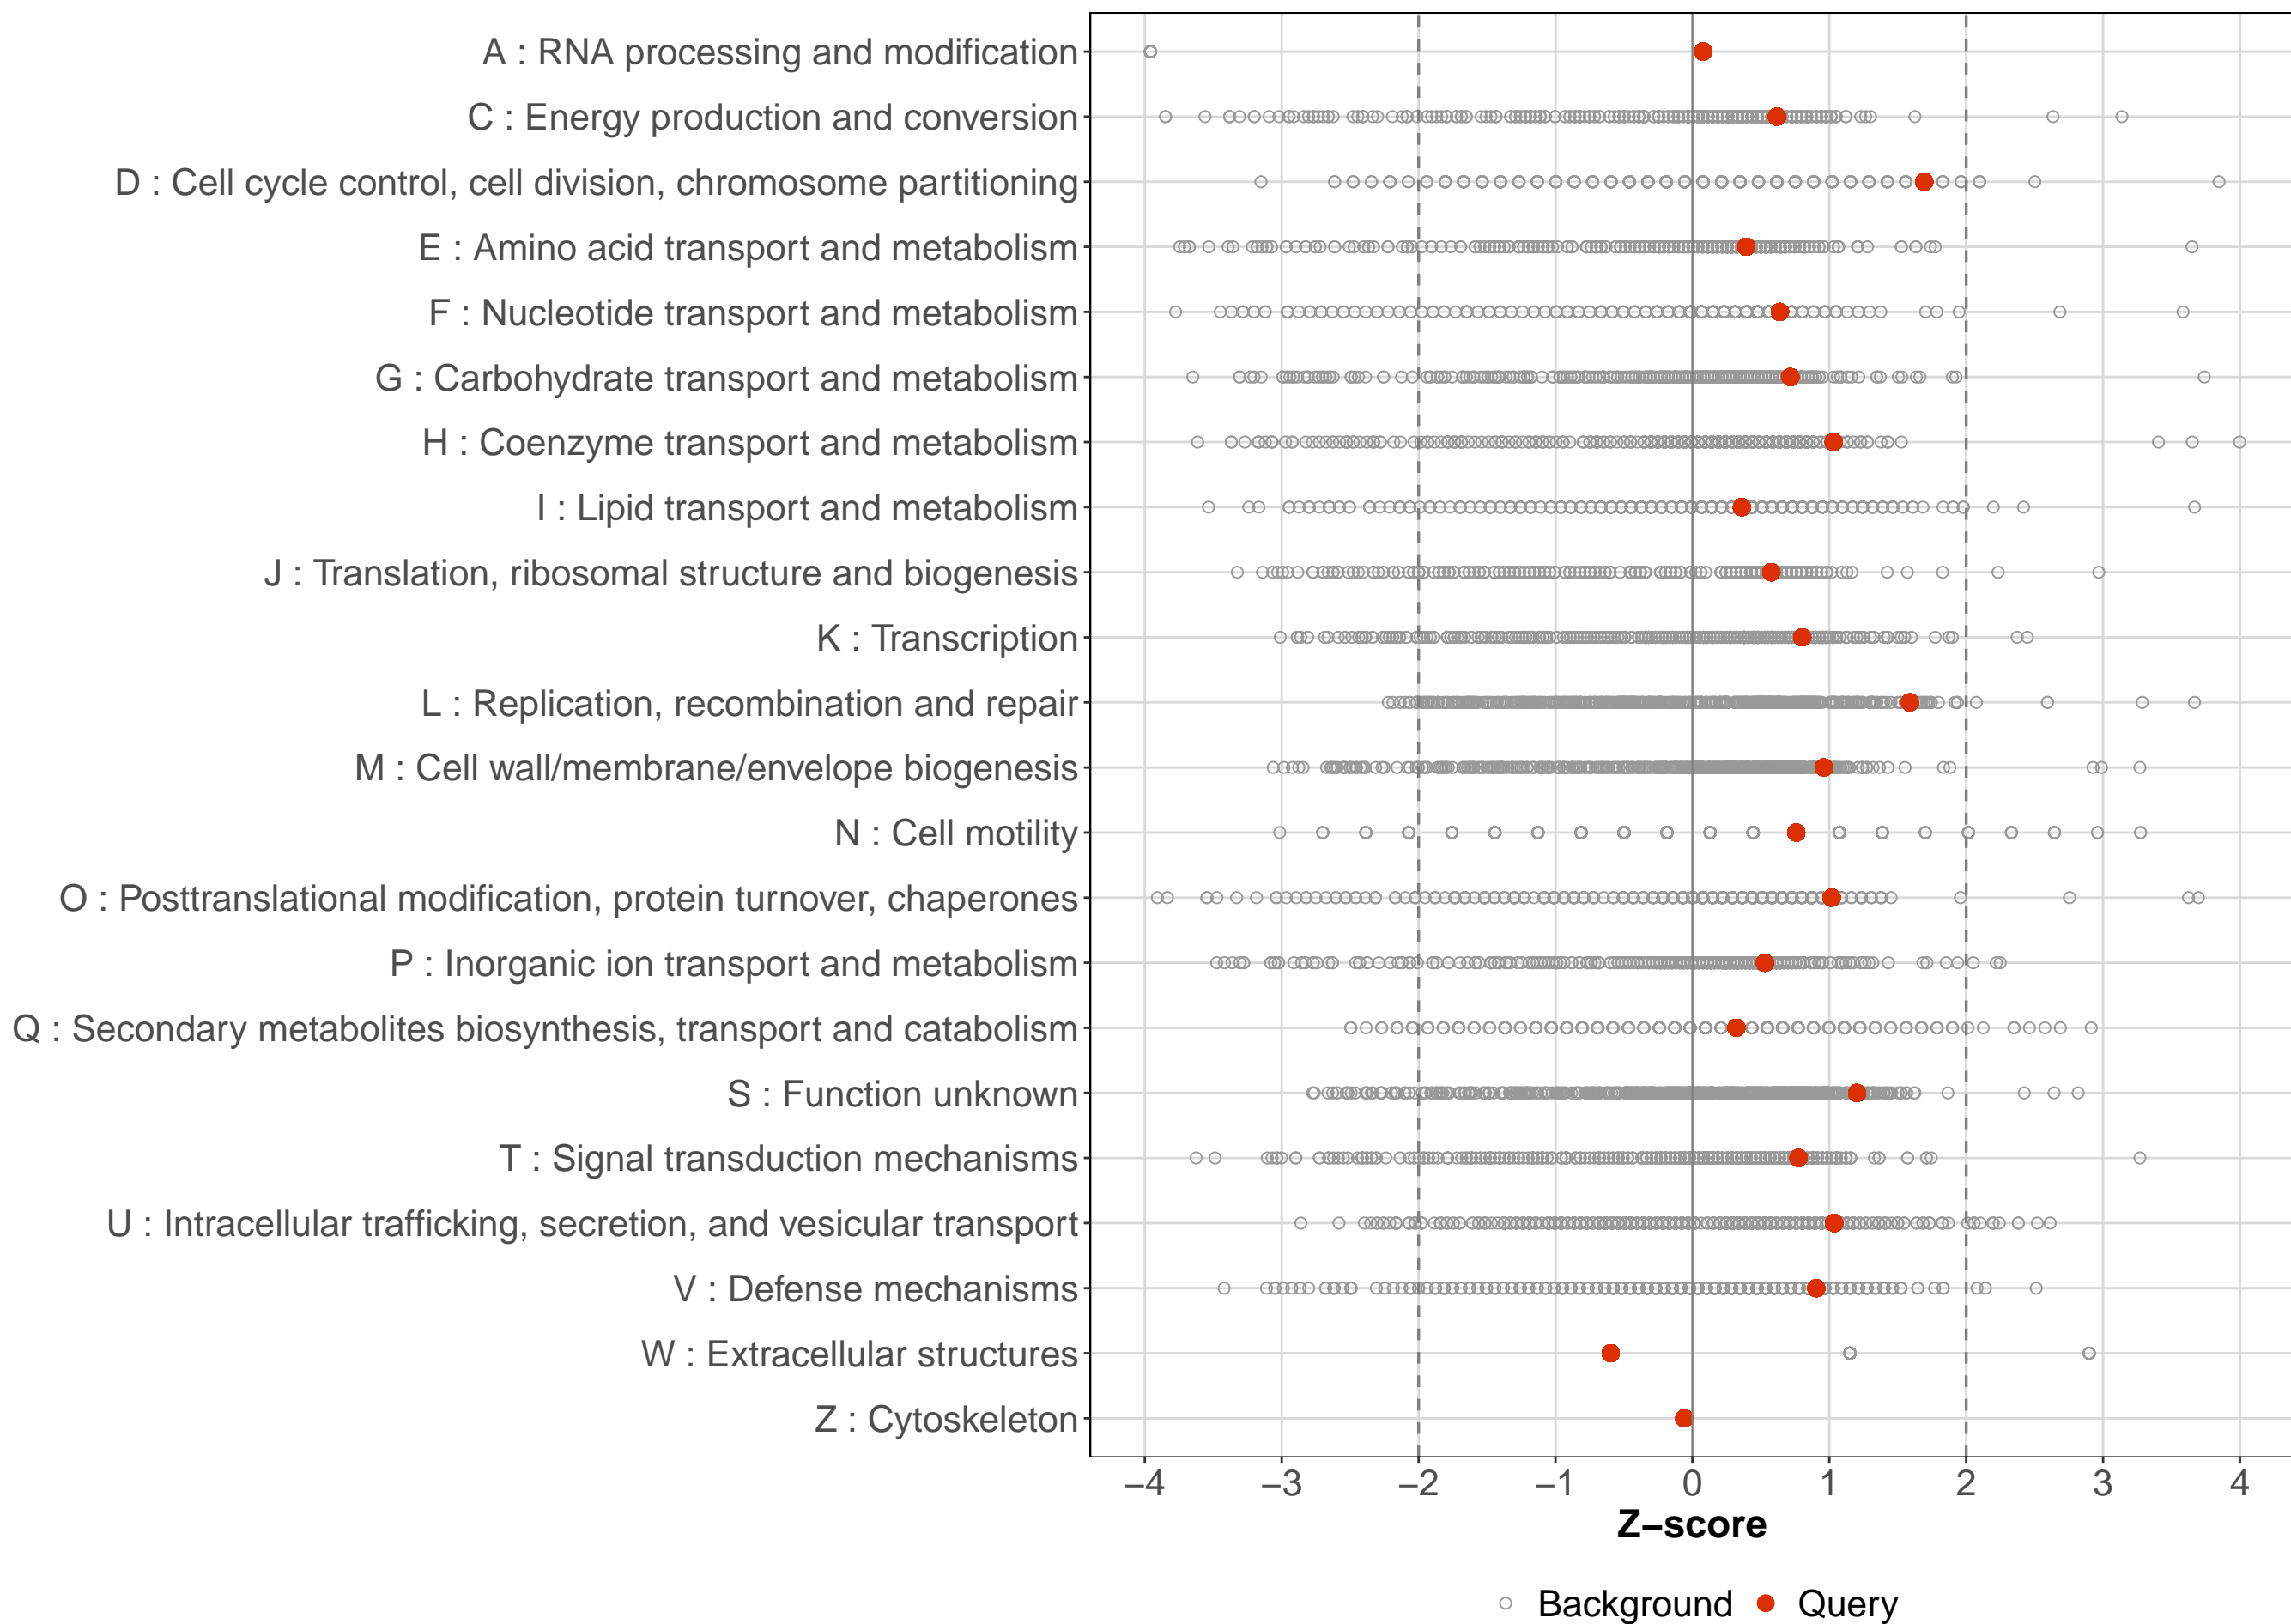 A : RNA processing and modification
C : Energy production and conversion
D : Cell cycle control, cell division, chromosome partitioning
E : Amino acid transport and metabolism
F : Nucleotide transport and metabolism
G : Carbohydrate transport and metabolism
H : Coenzyme transport and metabolism
I : Lipid transport and metabolism
J : Translation, ribosomal structure and biogenesis
K : Transcription
L : Replication, recombination and repair
M : Cell wall/membrane/envelope biogenesis
N : Cell motility
O : Posttranslational modification, protein turnover, chaperones
P : Inorganic ion transport and metabolism
Q : Secondary metabolites biosynthesis, transport and catabolism
S : Function unknown
T : Signal transduction mechanisms
U : Intracellular trafficking, secretion, and vesicular transport
V : Defense mechanisms
W : Extracellular structures
Z : Cytoskeleton
−4 −3 −2 −1 0 1 2 3 4
Z−score
Background Query